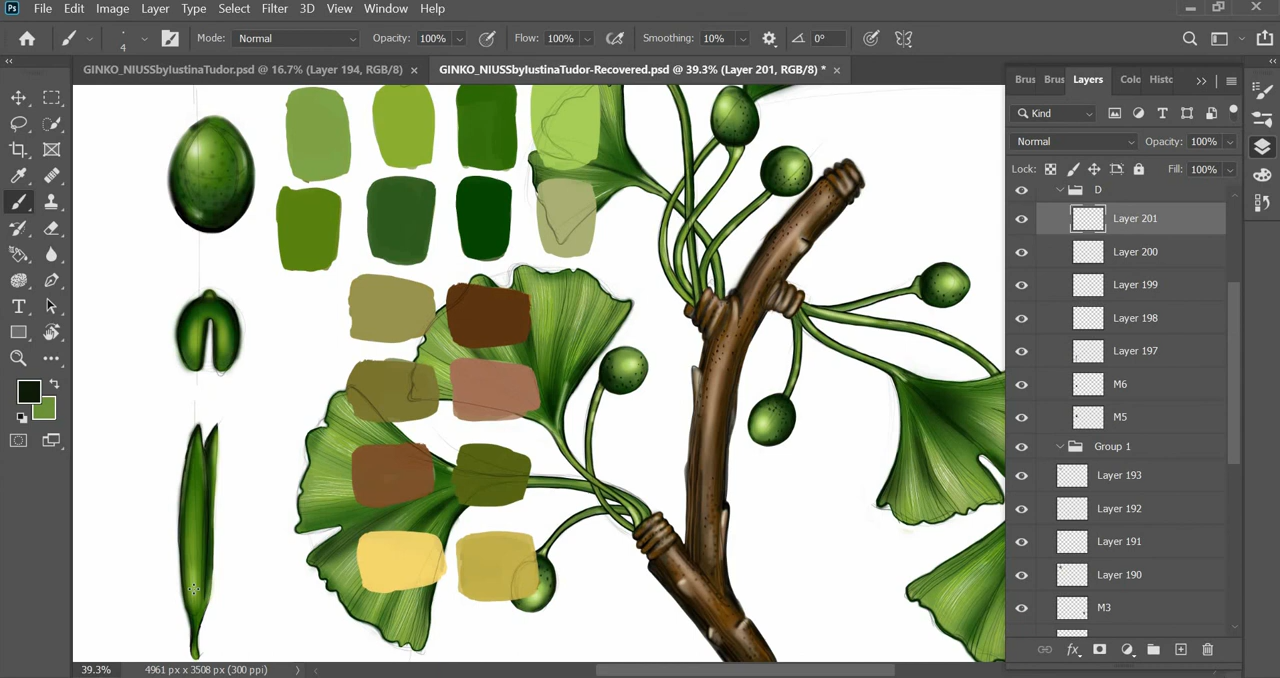 Ps File Edit Image Layer Type Select Filter 3D View Window Help
4 Mode: Normal Opacity: 100% Flow: 100% Smoothing: 10% 0°
GINKO_NIUSSbyIustinaTudor.psd @ 16.7% (Layer 194, RGB/8) × GINKO_NIUSSbyIustinaTudor-Recovered.psd @ 39.3% (Layer 201, RGB/8) * ×
Brus Brus Layers Colo Histc
Kind
Normal Opacity: 100%
Lock: Fill: 100%
D
Layer 201
Layer 200
Layer 199
Layer 198
Layer 197
M6
M5
Group 1
Layer 193
Layer 192
Layer 191
Layer 190
M3
39.3% 4961 px x 3508 px (300 ppi)